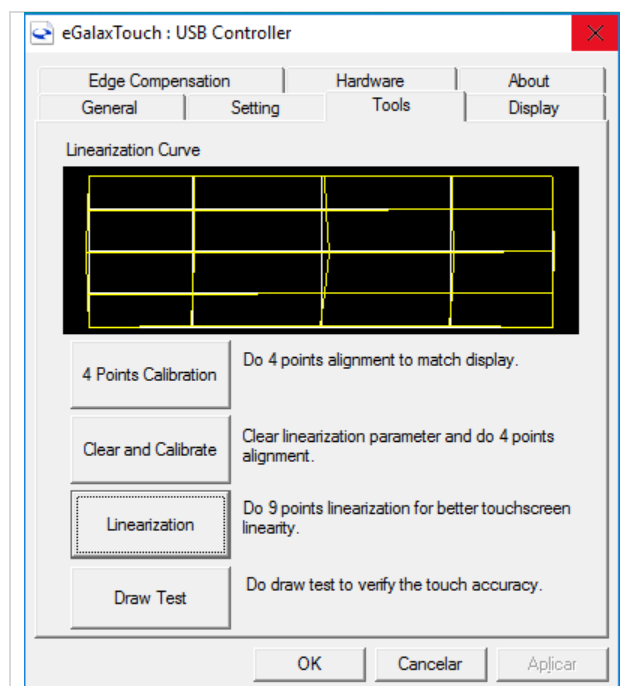 eGalaxTouch : USB Controller
Edge Compensation Hardware About
General Setting Tools Display
Linearization Curve
4 Points Calibration
Do 4 points alignment to match display.
Clear and Calibrate
Clear linearization parameter and do 4 points
alignment.
Linearization
Do 9 points linearization for better touchscreen
linearity.
Draw Test
Do draw test to verify the touch accuracy.
OK Cancelar Aplicar